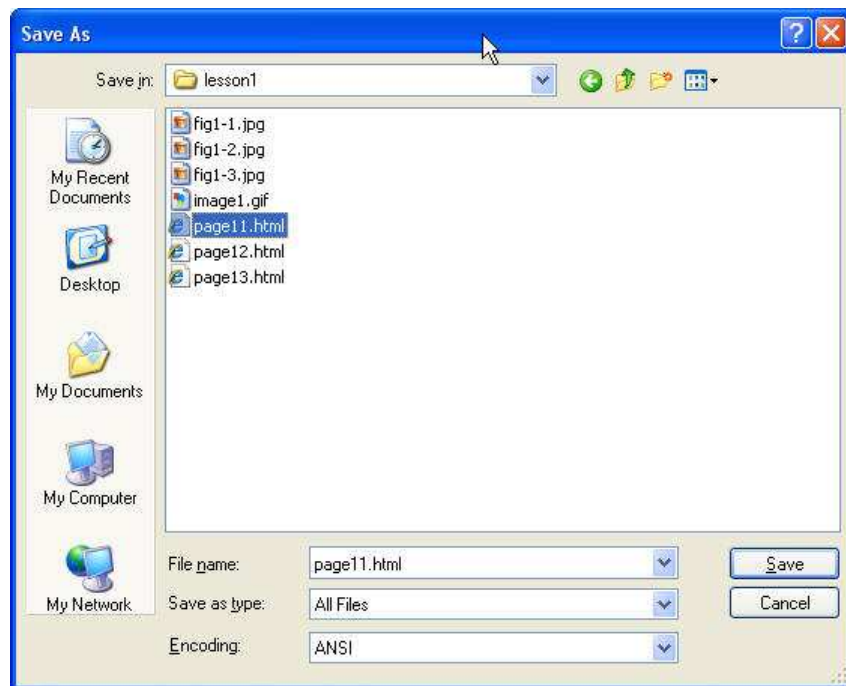 Save As
Save in: lesson1
My Recent
Documents
Desktop
My Documents
My Computer
My Network
fig1-1.jpg
fig1-2.jpg
fig1-3.jpg
image1.gif
page11.html
page12.html
page13.html
File name: page11.html
Save
Save as type: All Files
Cancel
Encoding: ANSI